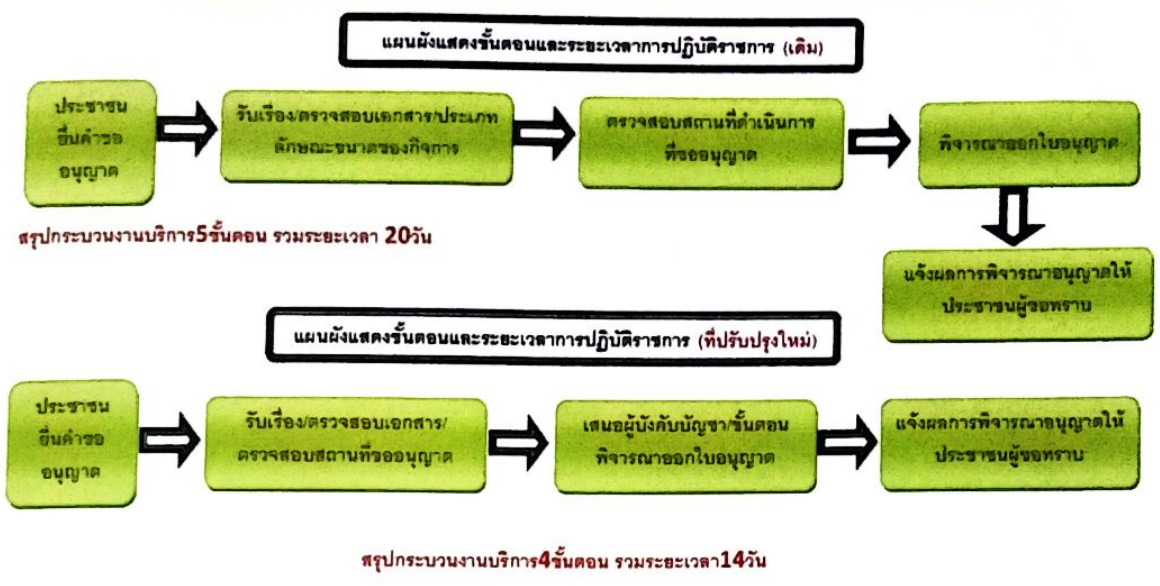 แผนผังแสดงขั้นตอนและระยะเวลาการปฏิบัติราชการ (เดิม)
ประชาชน
ยื่นคำขอ
อนุญาต
รับเรื่อง/ตรวจสอบเอกสาร/ประเภท
ลักษณะขนาดของกิจการ
ตรวจสอบสถานที่ดำเนินการ
ที่ขออนุญาต
พิจารณาออกใบอนุญาต
สรุปกระบวนงานบริการ5ขั้นตอน รวมระยะเวลา 20วัน
แจ้งผลการพิจารณาอนุญาตให้
ประชาชนผู้ขอทราบ
แผนผังแสดงขั้นตอนและระยะเวลาการปฏิบัติราชการ (ที่ปรับปรุงใหม่)
ประชาชน
ยื่นคำขอ
อนุญาต
รับเรื่อง/ตรวจสอบเอกสาร/
ตรวจสอบสถานที่ขออนุญาต
เสนอผู้บังคับบัญชา/ขั้นตอน
พิจารณาออกใบอนุญาต
แจ้งผลการพิจารณาอนุญาตให้
ประชาชนผู้ขอทราบ
สรุปกระบวนงานบริการ4ขั้นตอน รวมระยะเวลา14วัน